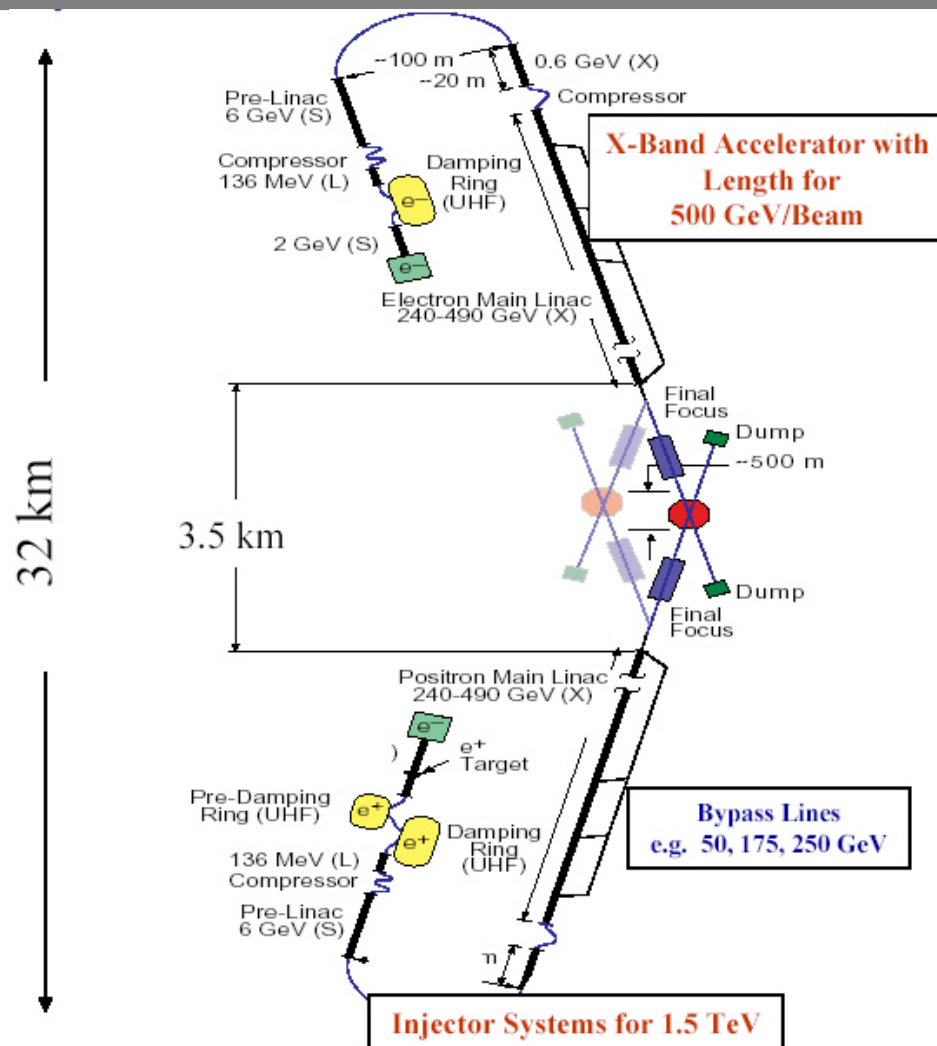 ~100 m
~20 m
0.6 GeV (X)
Compressor
Pre-Linac
6 GeV (S)
Compressor
136 MeV (L)
Damping
Ring
(UHF)
e−
2 GeV (S)
e−
X-Band Accelerator with
Length for
500 GeV/Beam
Electron Main Linac
240-490 GeV (X)
Final
Focus
Dump
~500 m
32 km
3.5 km
Dump
Final
Focus
Positron Main Linac
240-490 GeV (X)
e−
)
e+
Target
Pre-Damping
Ring (UHF)
e+
e+
Damping
Ring
(UHF)
136 MeV (L)
Compressor
Pre-Linac
6 GeV (S)
Bypass Lines
e.g. 50, 175, 250 GeV
m
Injector Systems for 1.5 TeV